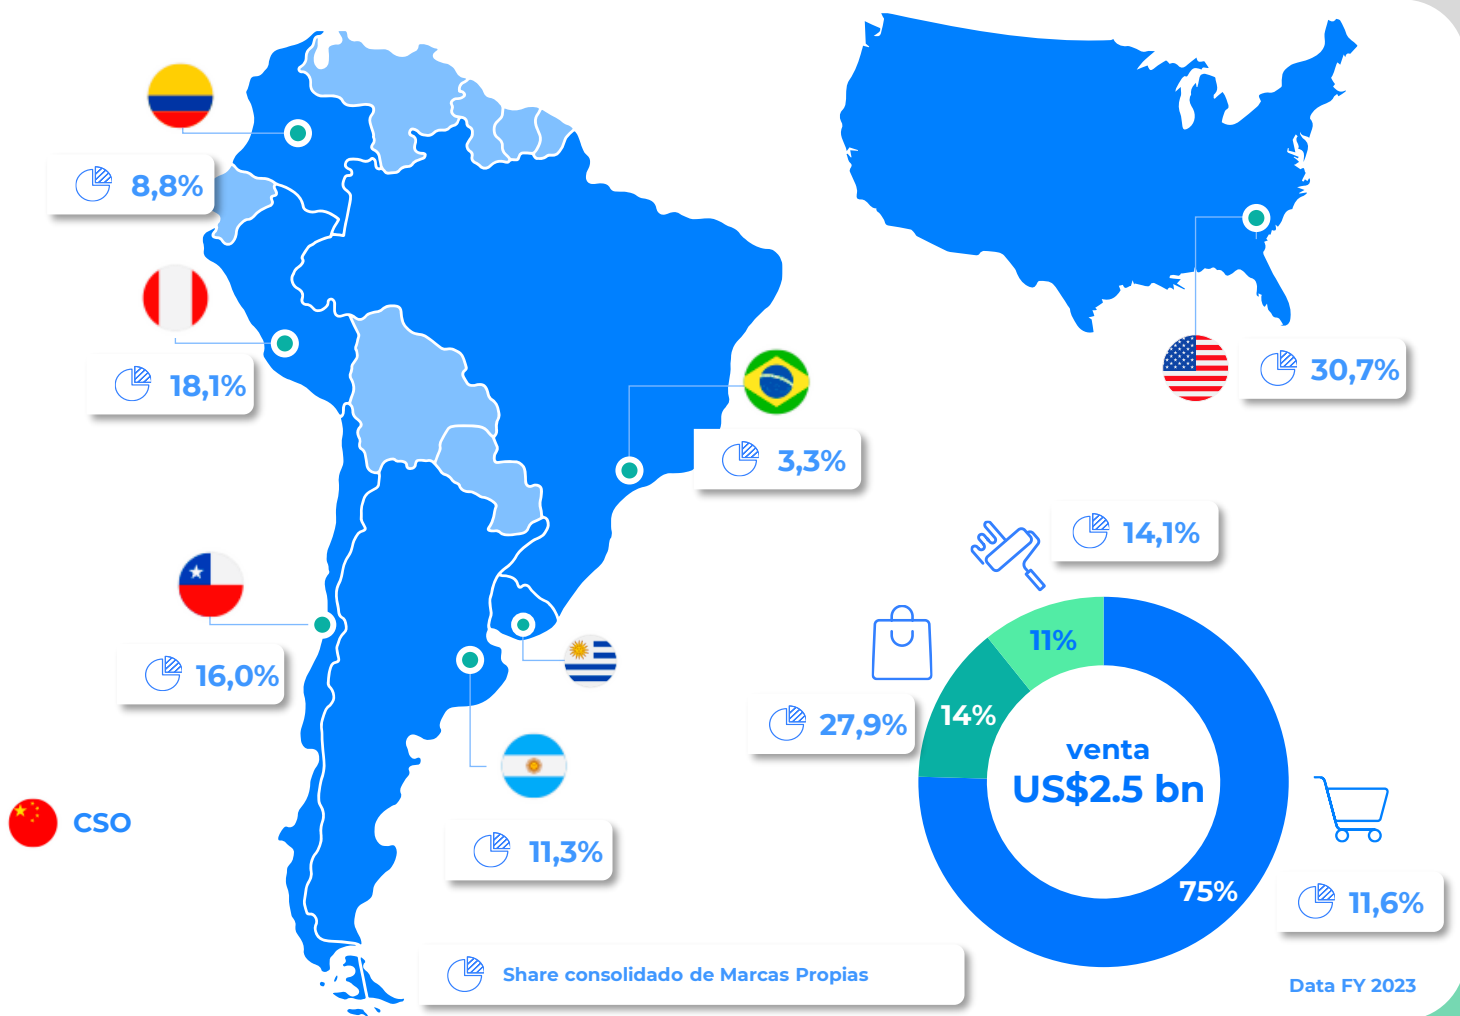 8,8%
18,1%
3,3%
30,7%
16,0%
11,3%
CSO
14,1%
11%
27,9%
14%
venta
US$2.5 bn
75%
11,6%
Share consolidado de Marcas Propias
Data FY 2023